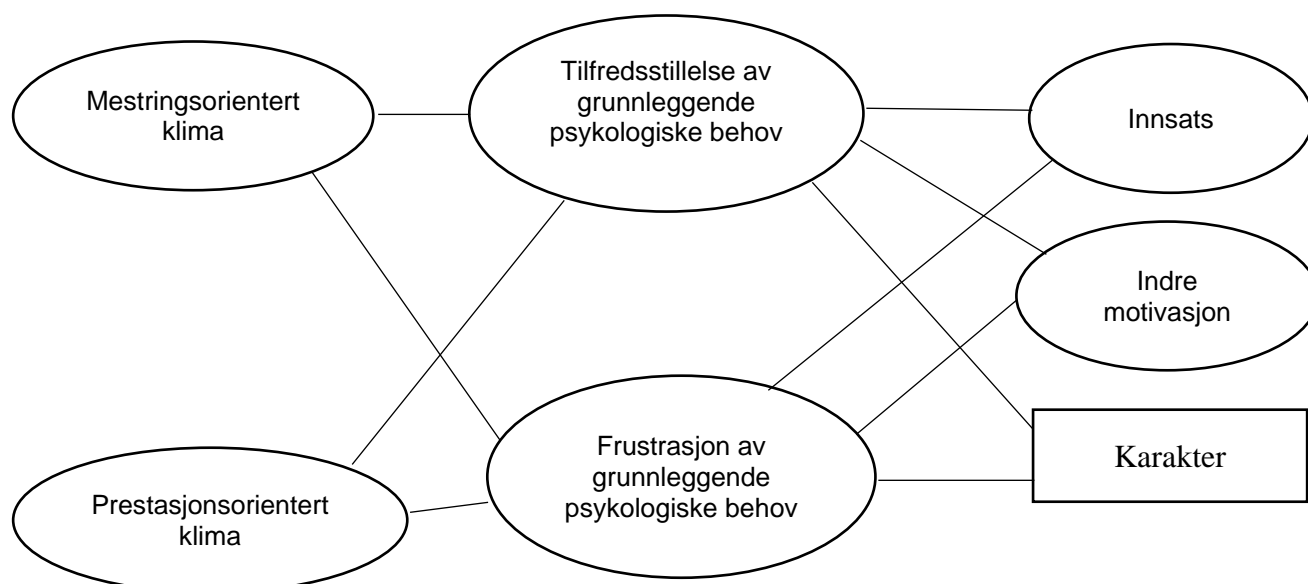 Mestringsorientert
klima
Tilfredsstillelse av
grunnleggende
psykologiske behov
Innsats
Indre
motivasjon
Prestasjonsorientert
klima
Frustrasjon av
grunnleggende
psykologiske behov
Karakter